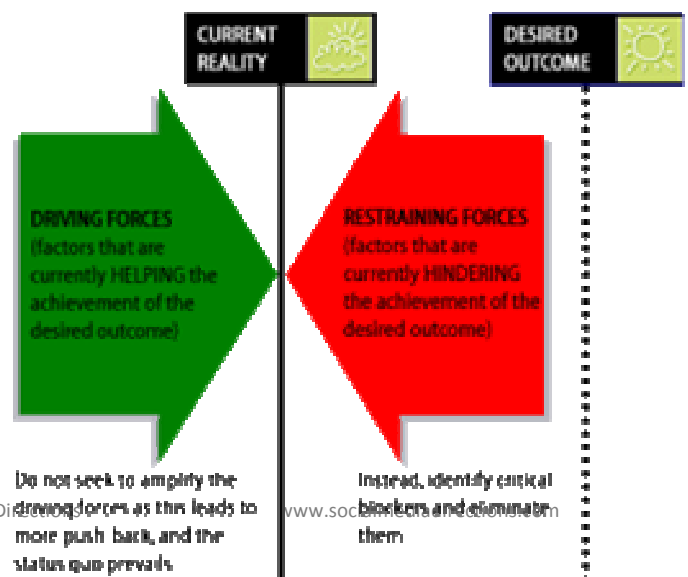 CURRENT
REALITY
DESIRED
OUTCOME
DRIVING FORCES
(factors that are
currently HELPING the
achievement of the
desired outcome)
RESTRAINING FORCES
(factors that are
currently HINDERING
the achievement of the
desired outcome)
Do not seek to amplify the
driving forces as this leads to
more push back, and the
status quo prevails
Instead, identify critical
blockers and eliminate
them
www.socialmediadirections.com